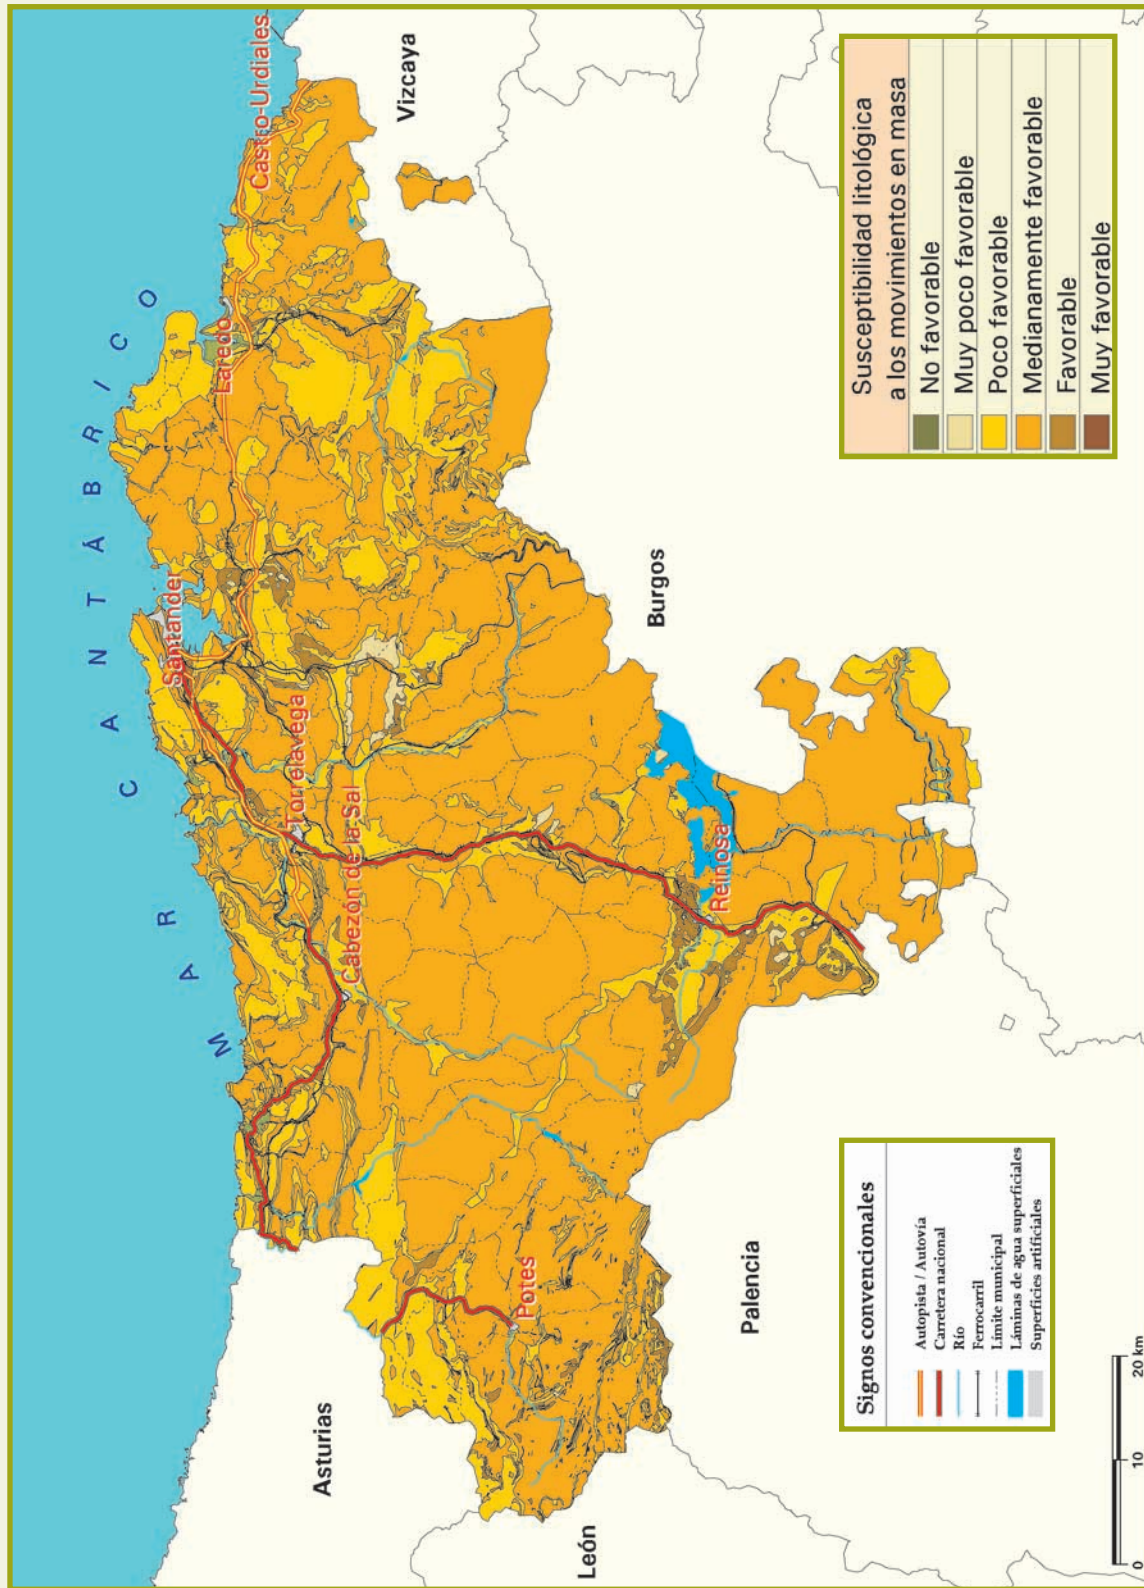 MAR CANTÁBRICO
Santander
Laredo
Castro-Urdiales
Torrelavega
Cabezón de la Sal
Reinosa
Potes
Asturias
León
Palencia
Burgos
Vizcaya
Signos convencionales
Autopista / Autovía
Carretera nacional
Río
Ferrocarril
Límite municipal
Láminas de agua superficiales
Superficies artificiales
0 10 20 km
Susceptibilidad litológica
a los movimientos en masa
No favorable
Muy poco favorable
Poco favorable
Medianamente favorable
Favorable
Muy favorable